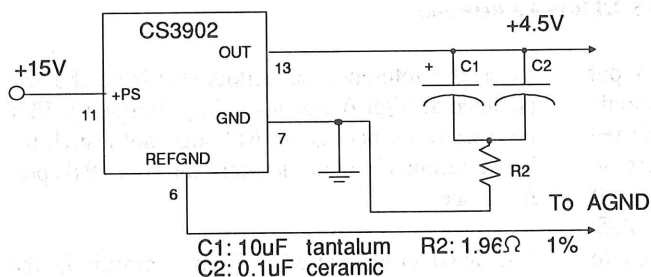 CS3902
+4.5V
OUT
13
+ C1 C2
+15V
+PS
11
GND
7
REFGND
6
R2
To AGND
C1: 10uF tantalum R2: 1.96Ω 1%
C2: 0.1uF ceramic